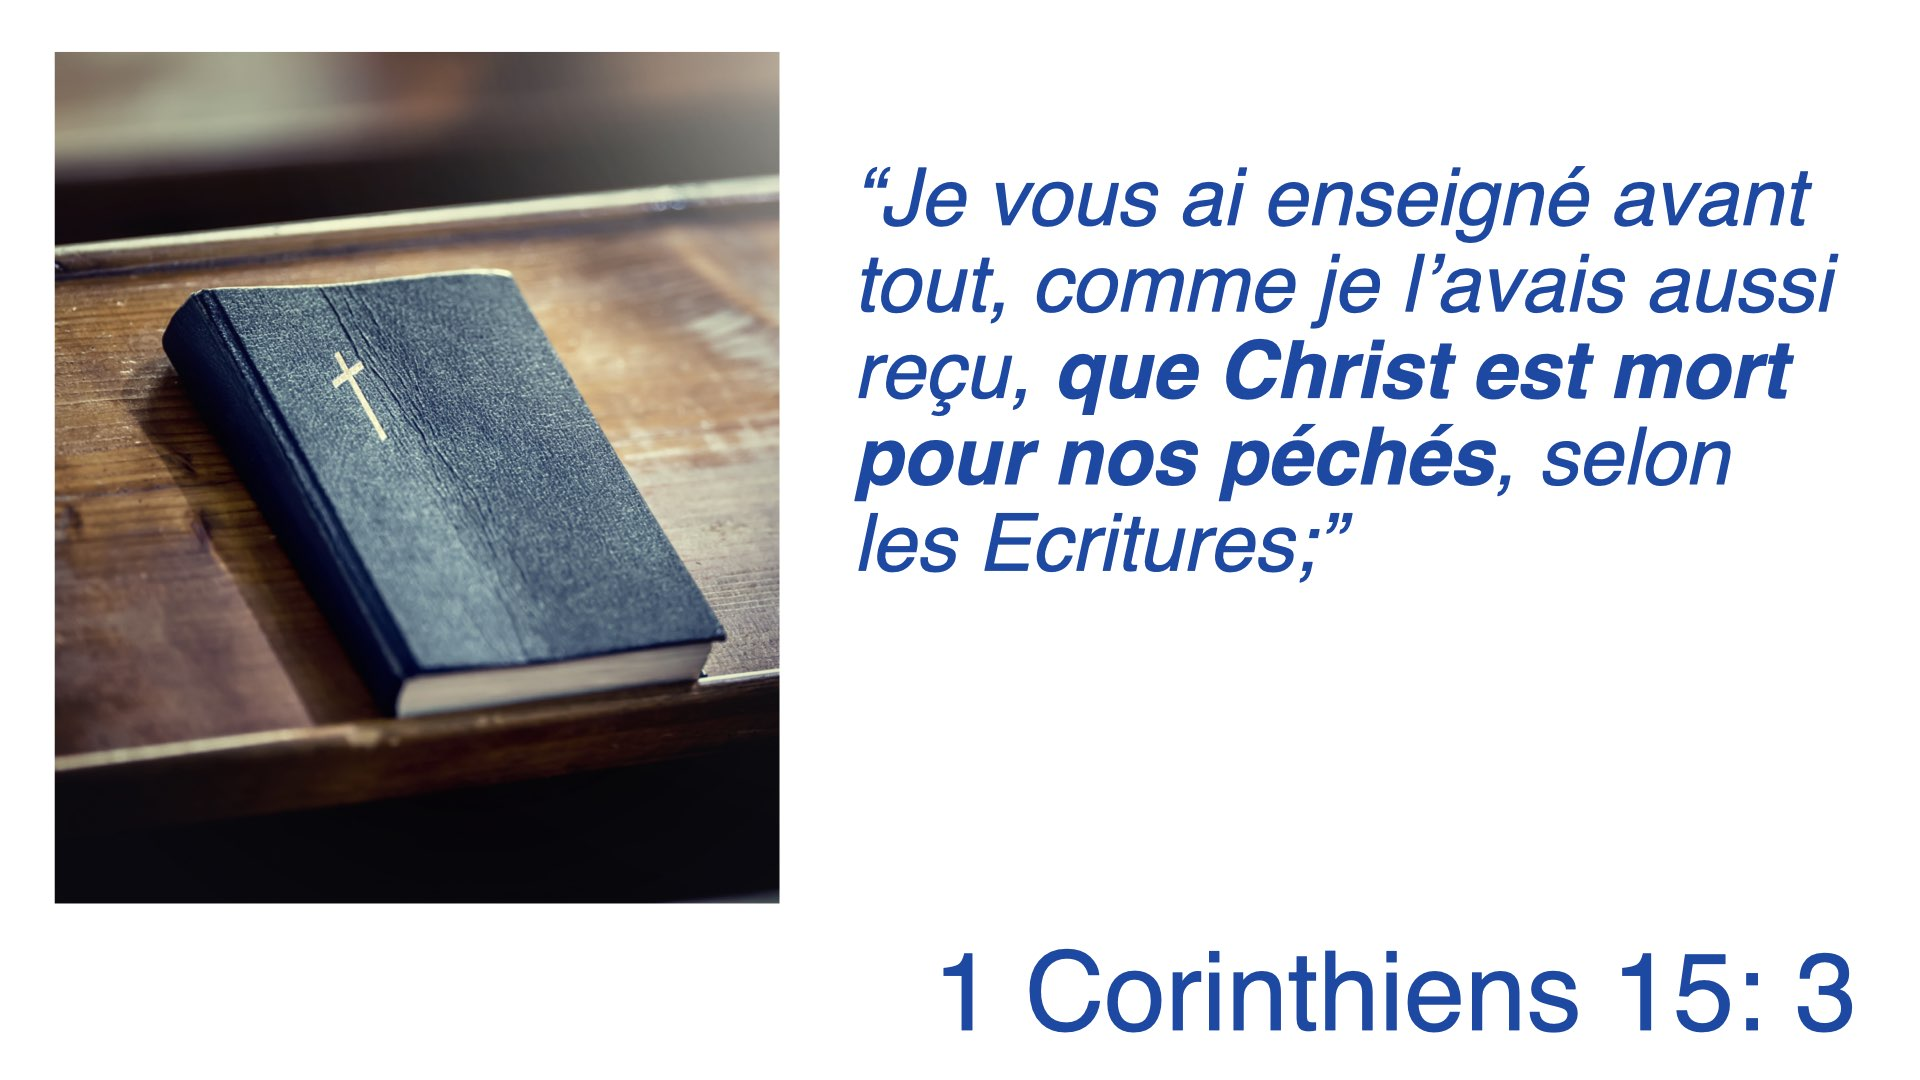 “Je vous ai enseigné avant
tout, comme je l’avais aussi
reçu, que Christ est mort
pour nos péchés, selon
les Ecritures;”
1 Corinthiens 15: 3